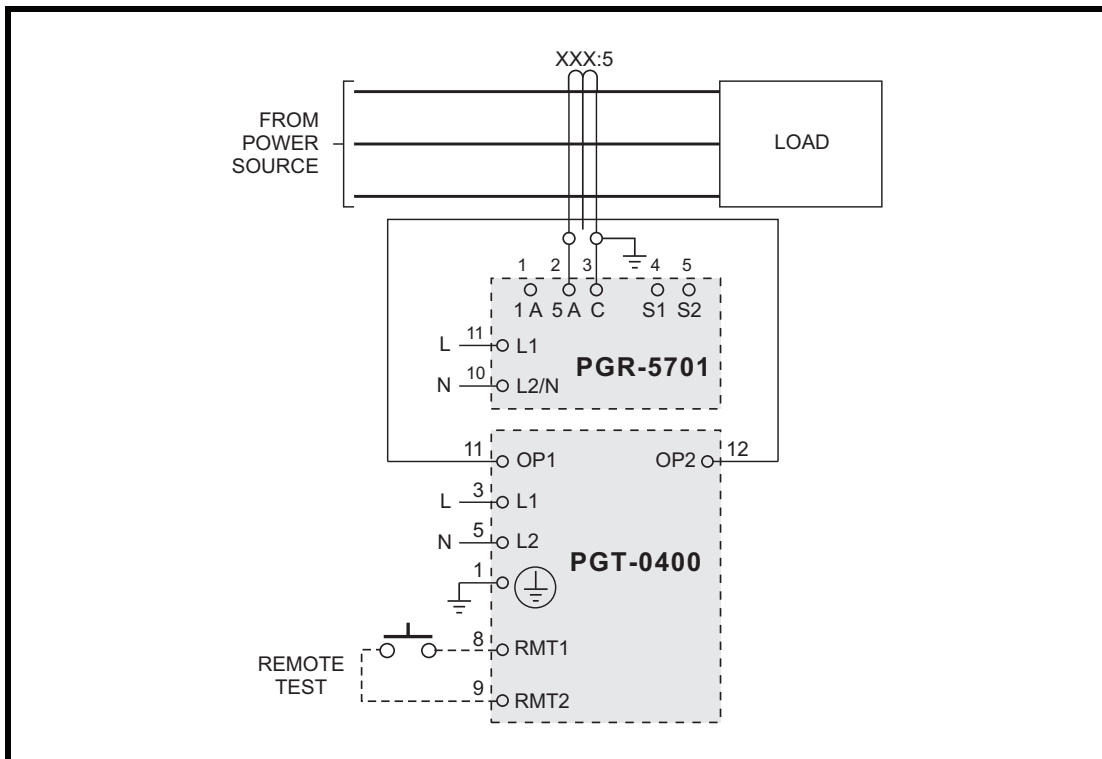 XXX:5
FROM
POWER
SOURCE
LOAD
1 2 3 4 5
1 A 5 A C S1 S2
L 11 L1
PGR-5701
N 10 L2/N
11 OP1 OP2 12
L 3 L1
N 5 L2
PGT-0400
1
8 RMT1
REMOTE
TEST
9 RMT2